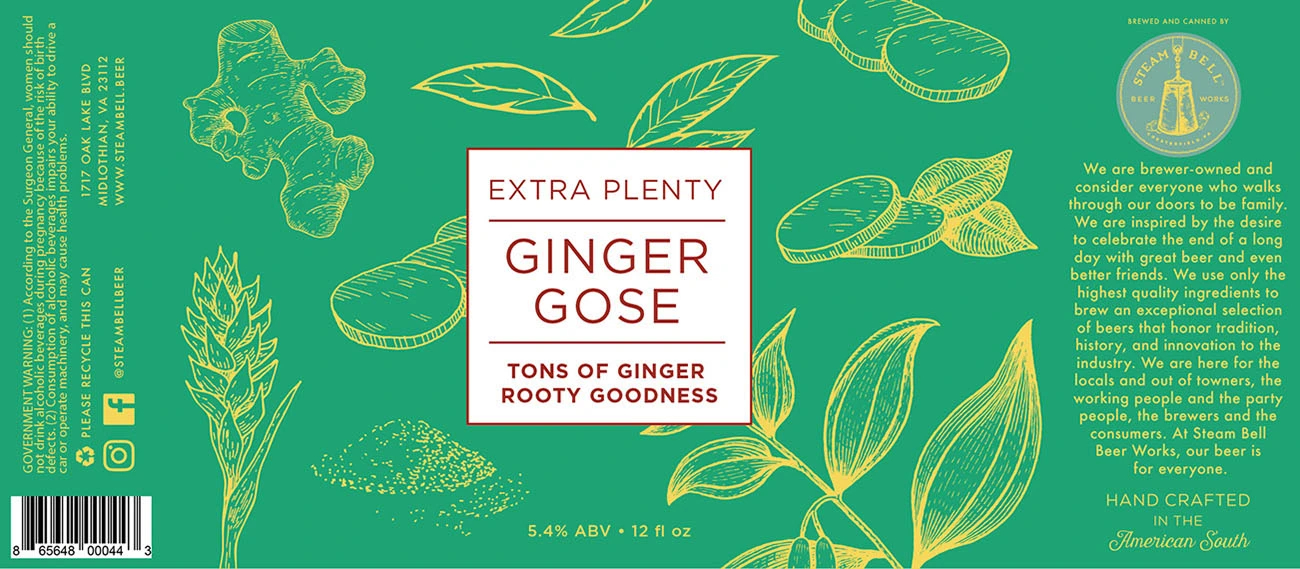 GOVERNMENT WARNING: (1) According to the Surgeon General, women should
not drink alcoholic beverages during pregnancy because of the risk of birth
defects. (2) Consumption of alcoholic beverages impairs your ability to drive a
car or operate machinery, and may cause health problems.
1717 OAK LAKE BLVD
MIDLOTHIAN, VA 23112
WWW.STEAMBELL.BEER
PLEASE RECYCLE THIS CAN
@STEAMBELLBEER
8 65648 00044 3
EXTRA PLENTY
GINGER
GOSE
TONS OF GINGER
ROOTY GOODNESS
5.4% ABV • 12 fl oz
BREWED AND CANNED BY
STEAM BELL
BEER WORKS
CHESTERFIELD, VA
We are brewer-owned and
consider everyone who walks
through our doors to be family.
We are inspired by the desire
to celebrate the end of a long
day with great beer and even
better friends. We use only the
highest quality ingredients to
brew an exceptional selection
of beers that honor tradition,
history, and innovation to the
industry. We are here for the
locals and out of towners, the
working people and the party
people, the brewers and the
consumers. At Steam Bell
Beer Works, our beer is
for everyone.
HAND CRAFTED
IN THE
American South